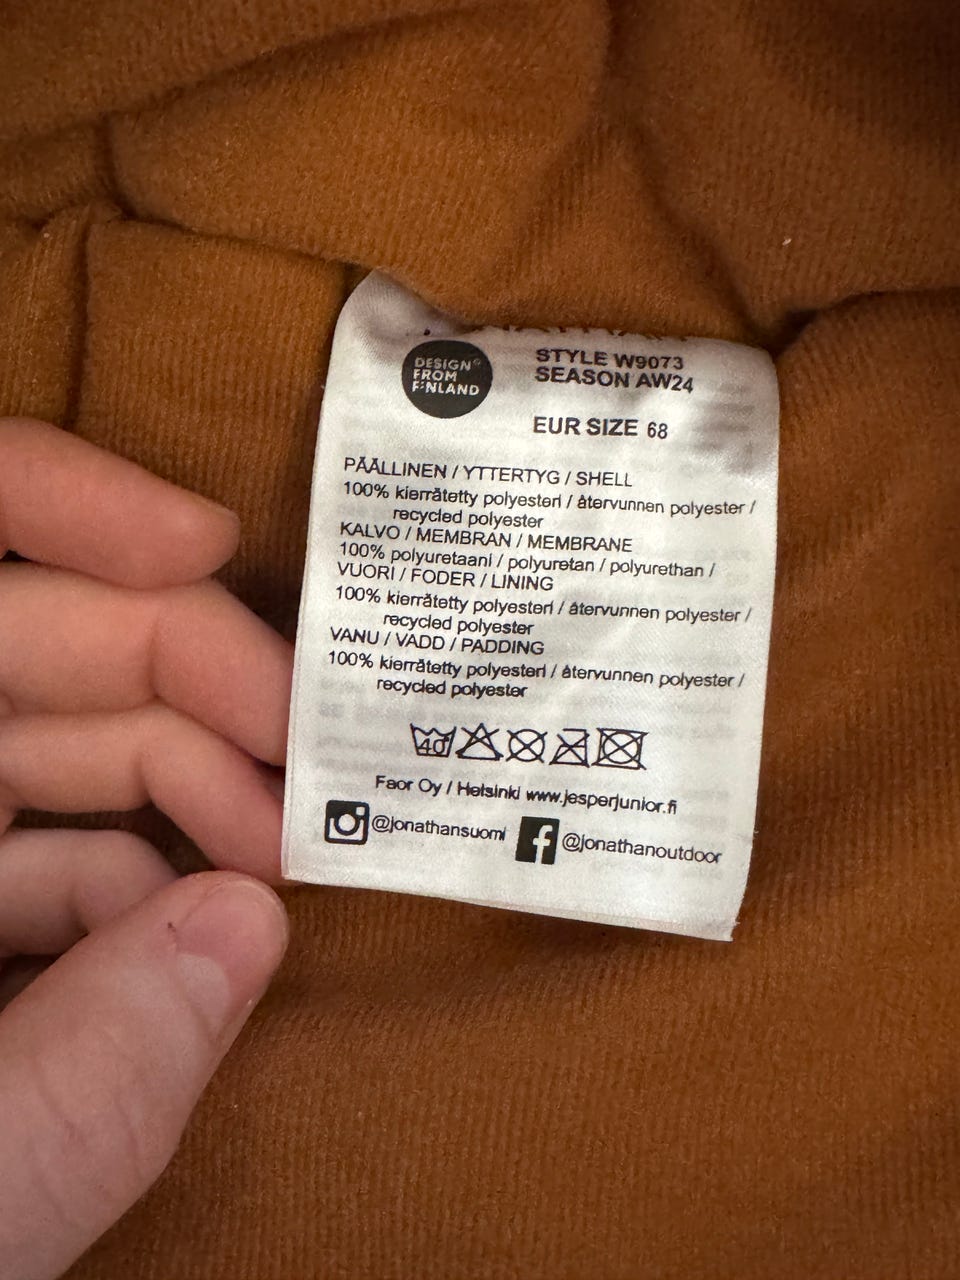 DESIGN
FROM
FINLAND
STYLE W9073
SEASON AW24
EUR SIZE 68
PÄÄLLINEN / YTTERTYG / SHELL
100% kierrätetty polyesteri / återvunnen polyester /
recycled polyester
KALVO / MEMBRAN / MEMBRANE
100% polyuretaani / polyuretan / polyurethan /
VUORI / FODER / LINING
100% kierrätetty polyesteri / återvunnen polyester /
recycled polyester
VANU / VADD / PADDING
100% kierrätetty polyesteri / återvunnen polyester /
recycled polyester
40
Faor Oy / Helsinki www.jesperjunior.fi
@jonathansuomi
@jonathanoutdoor